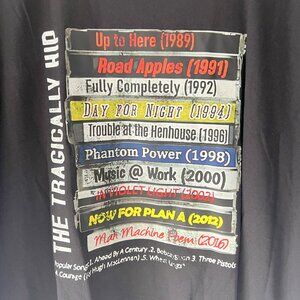 THE TRAGICALLY HIP
Up to Here (1989)
Road Apples (1991)
Fully Completely (1992)
DAY FOR NIGHT (1994)
Trouble at the Henhouse (1996)
Phantom Power (1998)
Music @ Work (2000)
IN VIOLET LIGHT (2002)
NOW FOR PLAN A (2012)
Man Machine Poem (2016)
Popular Songs 1. Ahead By A Century 2. Bobcaygeon 3. Three Pistols
4. Courage (for Hugh MacLennan) 5. Wheat Kings